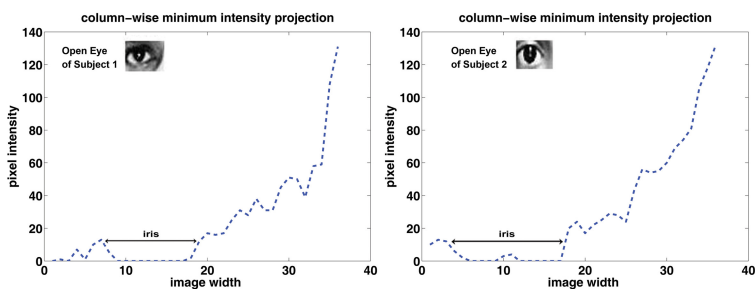 column-wise minimum intensity projection
140
120
100
80
60
40
20
0
pixel intensity
Open Eye
of Subject 1
iris
0 10 20 30 40
image width
column-wise minimum intensity projection
140
120
100
80
60
40
20
0
pixel intensity
Open Eye
of Subject 2
iris
0 10 20 30 40
image width